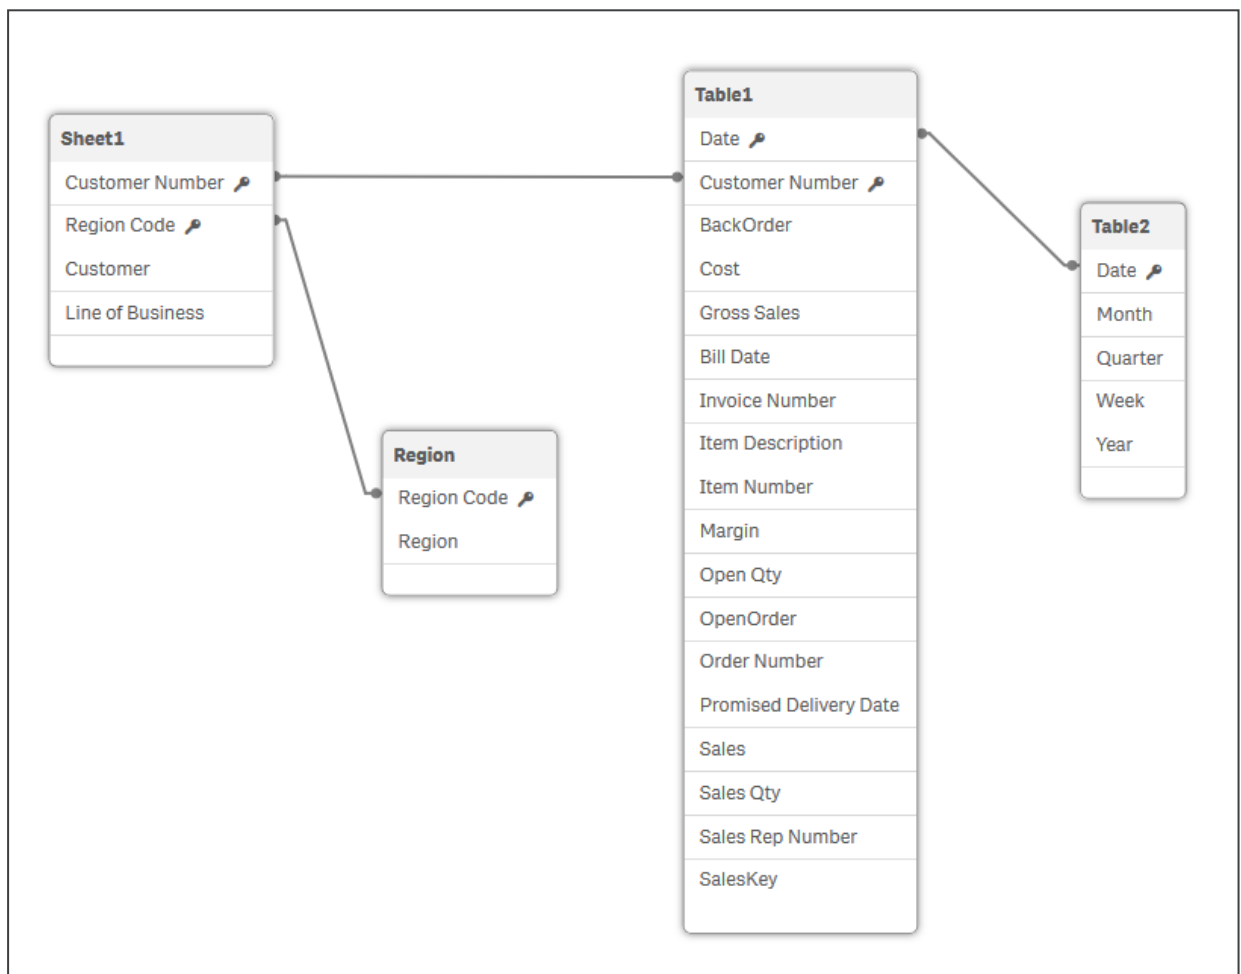 Sheet1
Customer Number
Region Code
Customer
Line of Business
Region
Region Code
Region
Table1
Date
Customer Number
BackOrder
Cost
Gross Sales
Bill Date
Invoice Number
Item Description
Item Number
Margin
Open Qty
OpenOrder
Order Number
Promised Delivery Date
Sales
Sales Qty
Sales Rep Number
SalesKey
Table2
Date
Month
Quarter
Week
Year